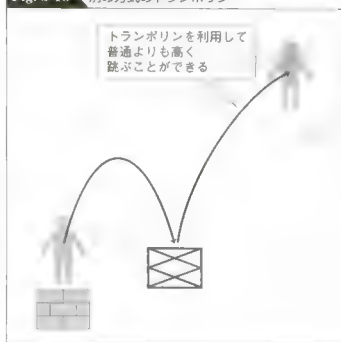 トランポリンを利用して
普通よりも高く
跳ぶことができる